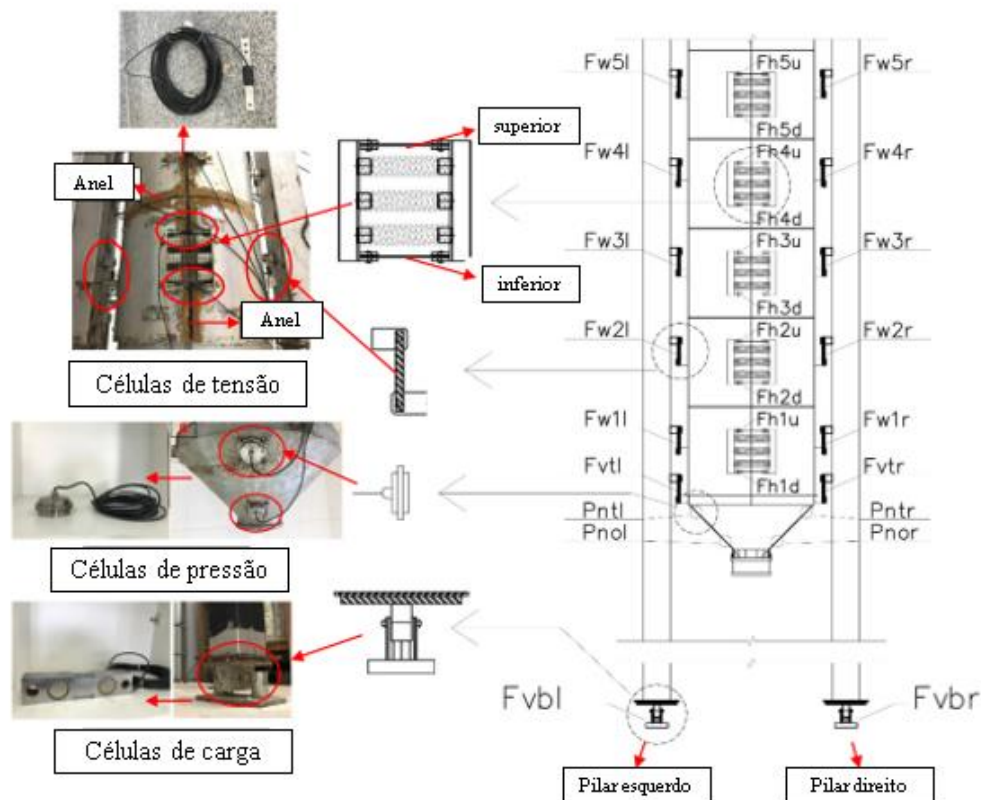 superior
Anel
inferior
Anel
Células de tensão
Células de pressão
Células de carga
Fw5l
Fh5u
Fw5r
Fh5d
Fw4l
Fh4u
Fw4r
Fh4d
Fw3l
Fh3u
Fw3r
Fh3d
Fw2l
Fh2u
Fw2r
Fh2d
Fw1l
Fh1u
Fw1r
Fvtl
Fh1d
Fvtr
Pntl
Pntr
Pnol
Pnor
Fvbl
Fvbr
Pilar esquerdo
Pilar direito